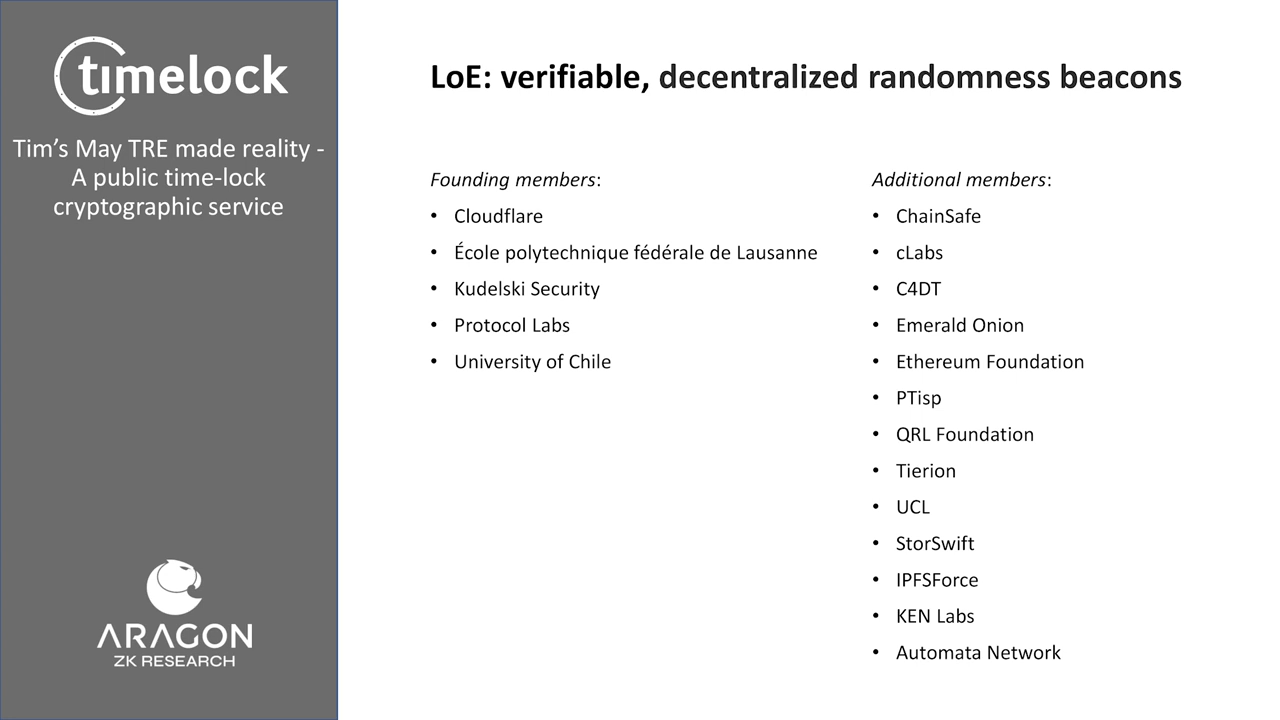 timelock
Tim's May TRE made reality -
A public time-lock
cryptographic service
ARAGON
ZK RESEARCH
LoE: verifiable, decentralized randomness beacons
Founding members:
• Cloudflare
• École polytechnique fédérale de Lausanne
• Kudelski Security
• Protocol Labs
• University of Chile
Additional members:
• ChainSafe
• cLabs
• C4DT
• Emerald Onion
• Ethereum Foundation
• PTisp
• QRL Foundation
• Tierion
• UCL
• StorSwift
• IPFSForce
• KEN Labs
• Automata Network